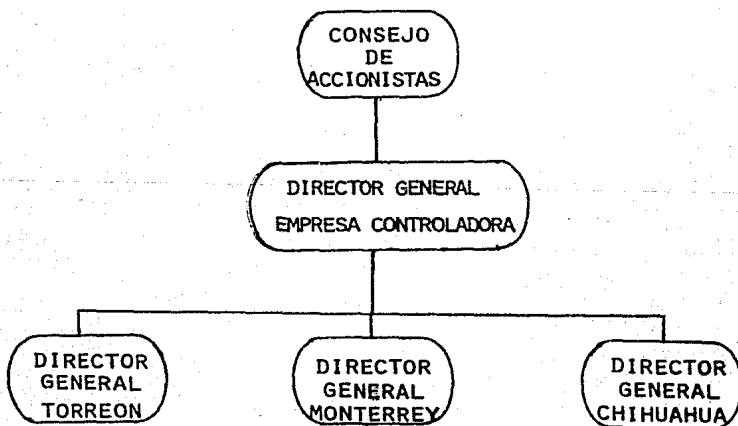 CONSEJO
DE
ACCIONISTAS
DIRECTOR GENERAL
EMPRESA CONTROLADORA
DIRECTOR
GENERAL
TORREON
DIRECTOR
GENERAL
MONTERREY
DIRECTOR
GENERAL
CHIHUAHUA